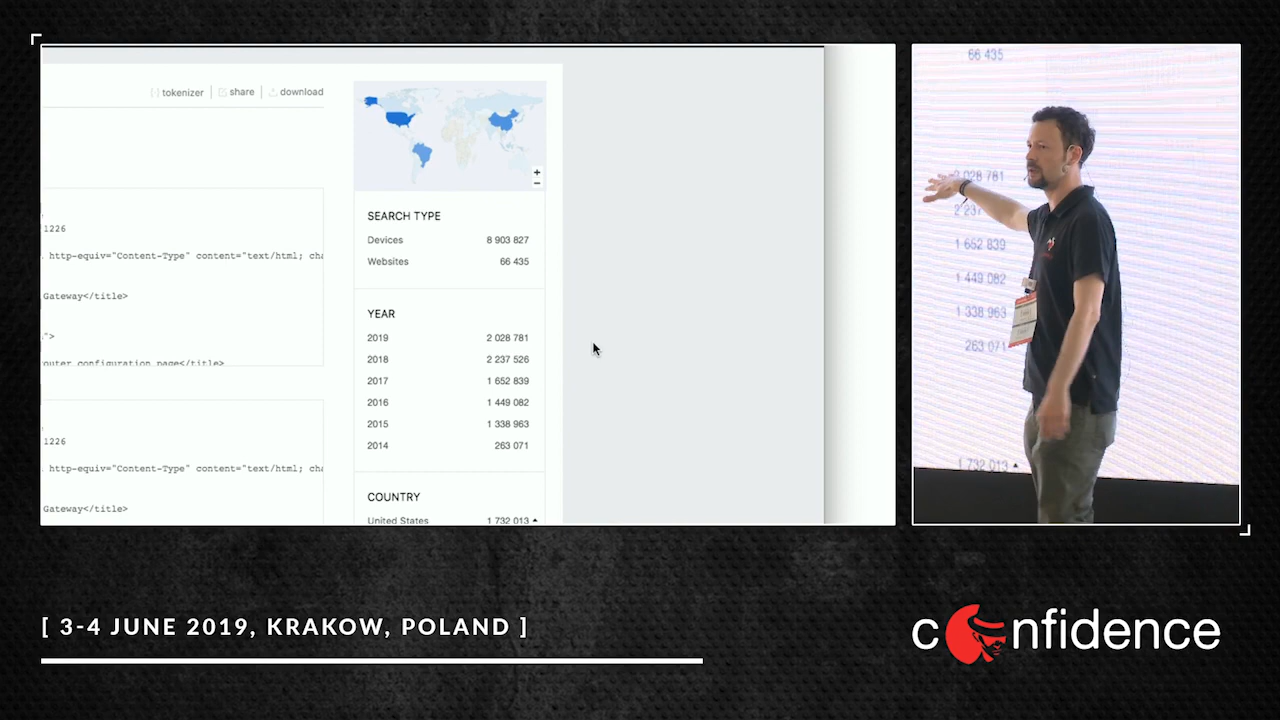 tokenizer share download
1226
http-equiv="Content-Type" content="text/html; cha
Gateway</title>
">
outer configuration page</title>
1226
http-equiv="Content-Type" content="text/html; cha
Gateway</title>
+
−
SEARCH TYPE
Devices 8 903 827
Websites 66 435
YEAR
2019 2 028 781
2018 2 237 526
2017 1 652 839
2016 1 449 082
2015 1 338 963
2014 263 071
COUNTRY
United States 1 732 013
66 435
2 028 781
2 237
1 652 839
1 449 082
1 338 963
263 071
1 732 013
[ 3-4 JUNE 2019, KRAKOW, POLAND ]
confidence